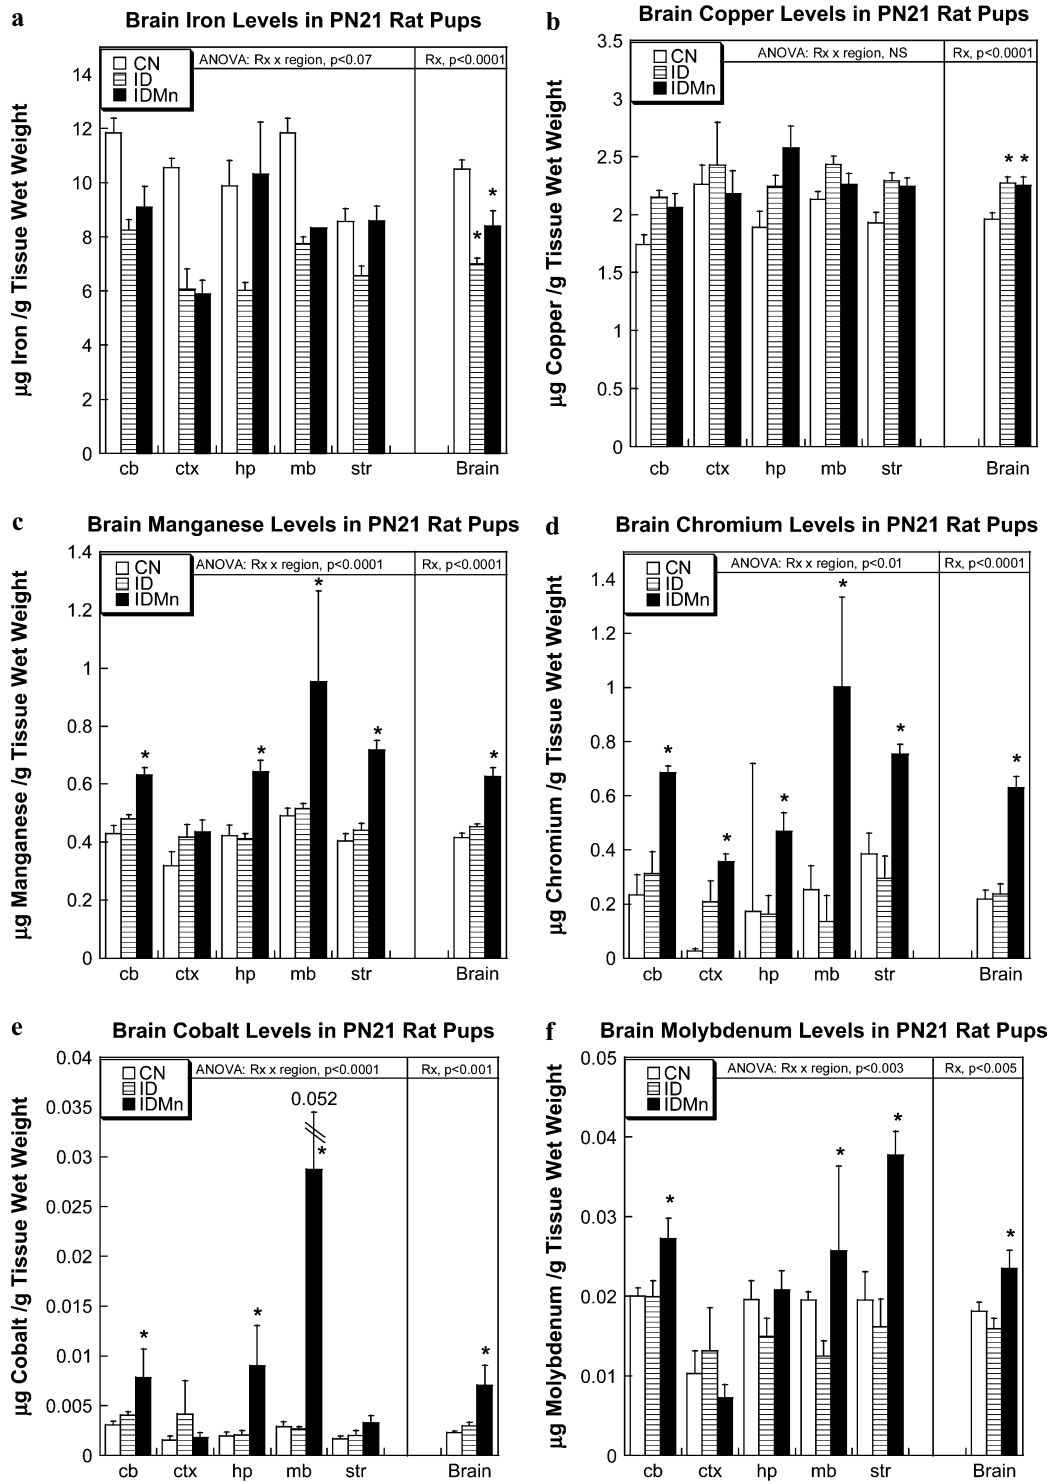 a
Brain Iron Levels in PN21 Rat Pups
ANOVA: Rx x region, p<0.07
Rx, p<0.0001
CN
ID
IDMn
µg Iron /g Tissue Wet Weight
14
12
10
8
6
4
2
0
*
*
cb ctx hp mb str Brain
b
Brain Copper Levels in PN21 Rat Pups
ANOVA: Rx x region, NS
Rx, p<0.0001
CN
ID
IDMn
µg Copper /g Tissue Wet Weight
3.5
3
2.5
2
1.5
1
0.5
0
* *
cb ctx hp mb str Brain
c
Brain Manganese Levels in PN21 Rat Pups
ANOVA: Rx x region, p<0.0001
Rx, p<0.0001
CN
ID
IDMn
µg Manganese /g Tissue Wet Weight
1.4
1.2
1
0.8
0.6
0.4
0.2
0
* * * * *
cb ctx hp mb str Brain
d
Brain Chromium Levels in PN21 Rat Pups
ANOVA: Rx x region, p<0.01
Rx, p<0.0001
CN
ID
IDMn
µg Chromium /g Tissue Wet Weight
1.4
1.2
1
0.8
0.6
0.4
0.2
0
* * * * * *
cb ctx hp mb str Brain
e
Brain Cobalt Levels in PN21 Rat Pups
ANOVA: Rx x region, p<0.0001
Rx, p<0.001
CN
ID
IDMn
0.052
µg Cobalt /g Tissue Wet Weight
0.04
0.035
0.03
0.025
0.02
0.015
0.01
0.005
0
* * * *
cb ctx hp mb str Brain
f
Brain Molybdenum Levels in PN21 Rat Pups
ANOVA: Rx x region, p<0.003
Rx, p<0.005
CN
ID
IDMn
µg Molybdenum /g Tissue Wet Weight
0.05
0.04
0.03
0.02
0.01
0
* * * *
cb ctx hp mb str Brain